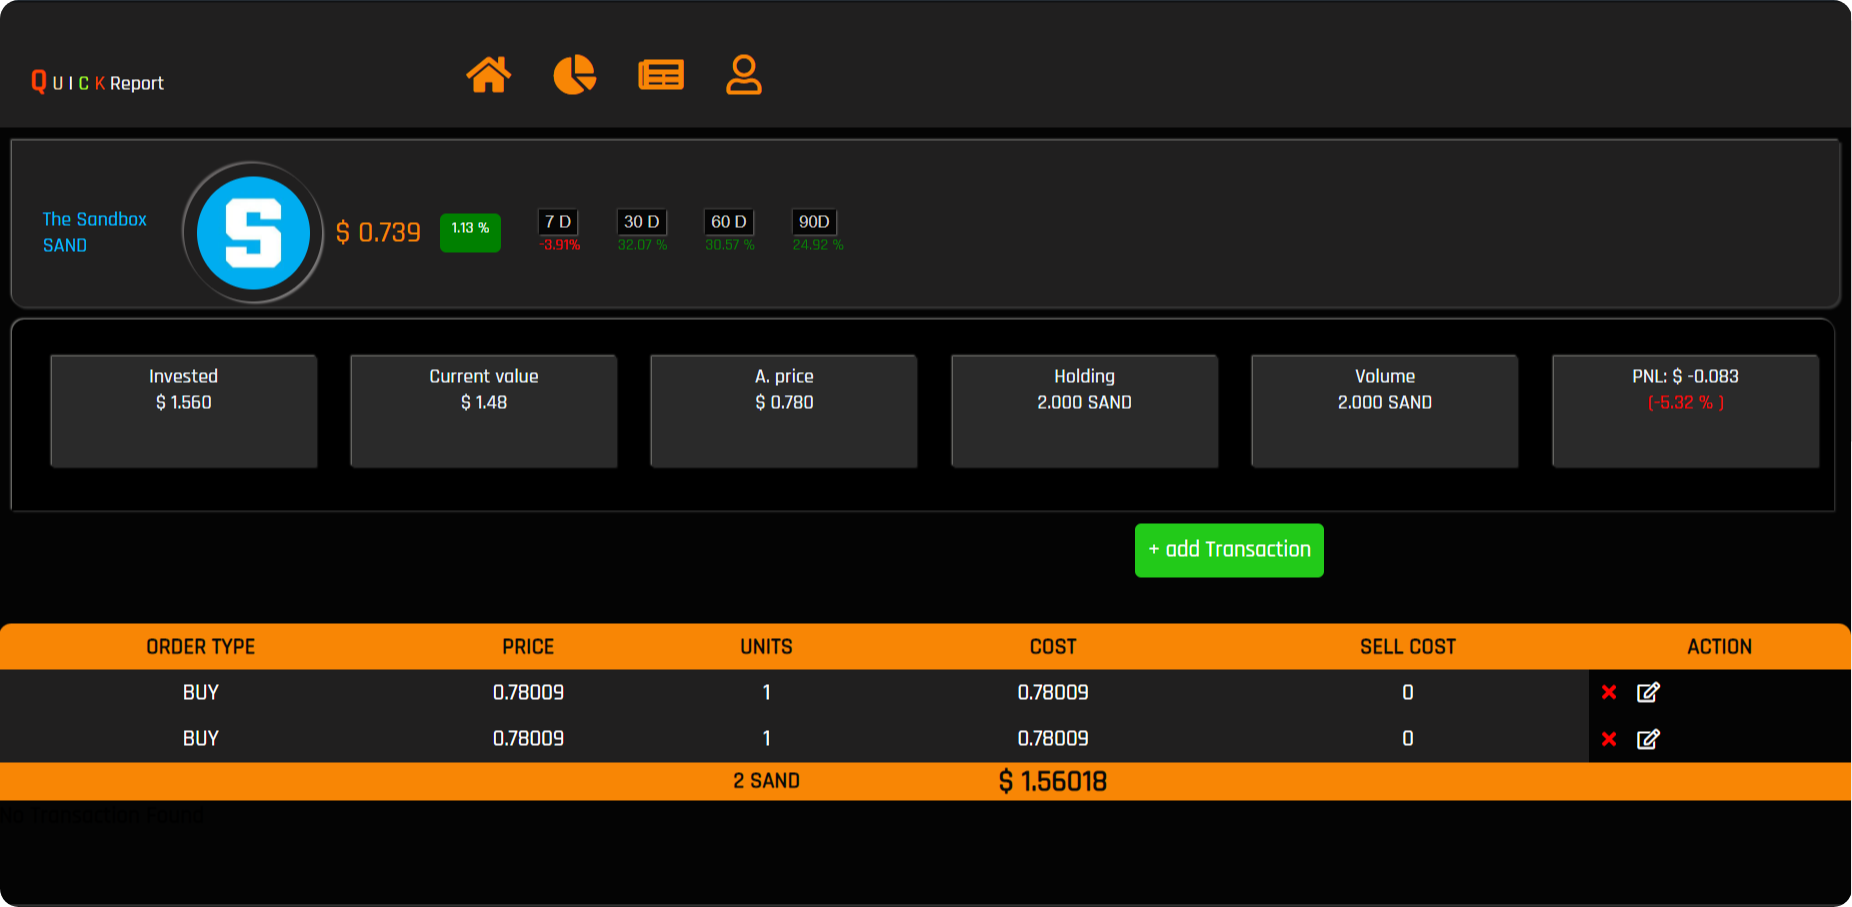 QUICK Report
The Sandbox
SAND
S
$ 0.739
1.13 %
7 D 30 D 60 D 90D
-3.91% 32.07 % 30.57 % 24.92 %
Invested
$ 1.560
Current value
$ 1.48
A. price
$ 0.780
Holding
2.000 SAND
Volume
2.000 SAND
PNL: $ -0.083
(-5.32 % )
+ add Transaction
ORDER TYPE PRICE UNITS COST SELL COST ACTION
BUY 0.78009 1 0.78009 0
BUY 0.78009 1 0.78009 0
2 SAND $ 1.56018
No Transaction Found